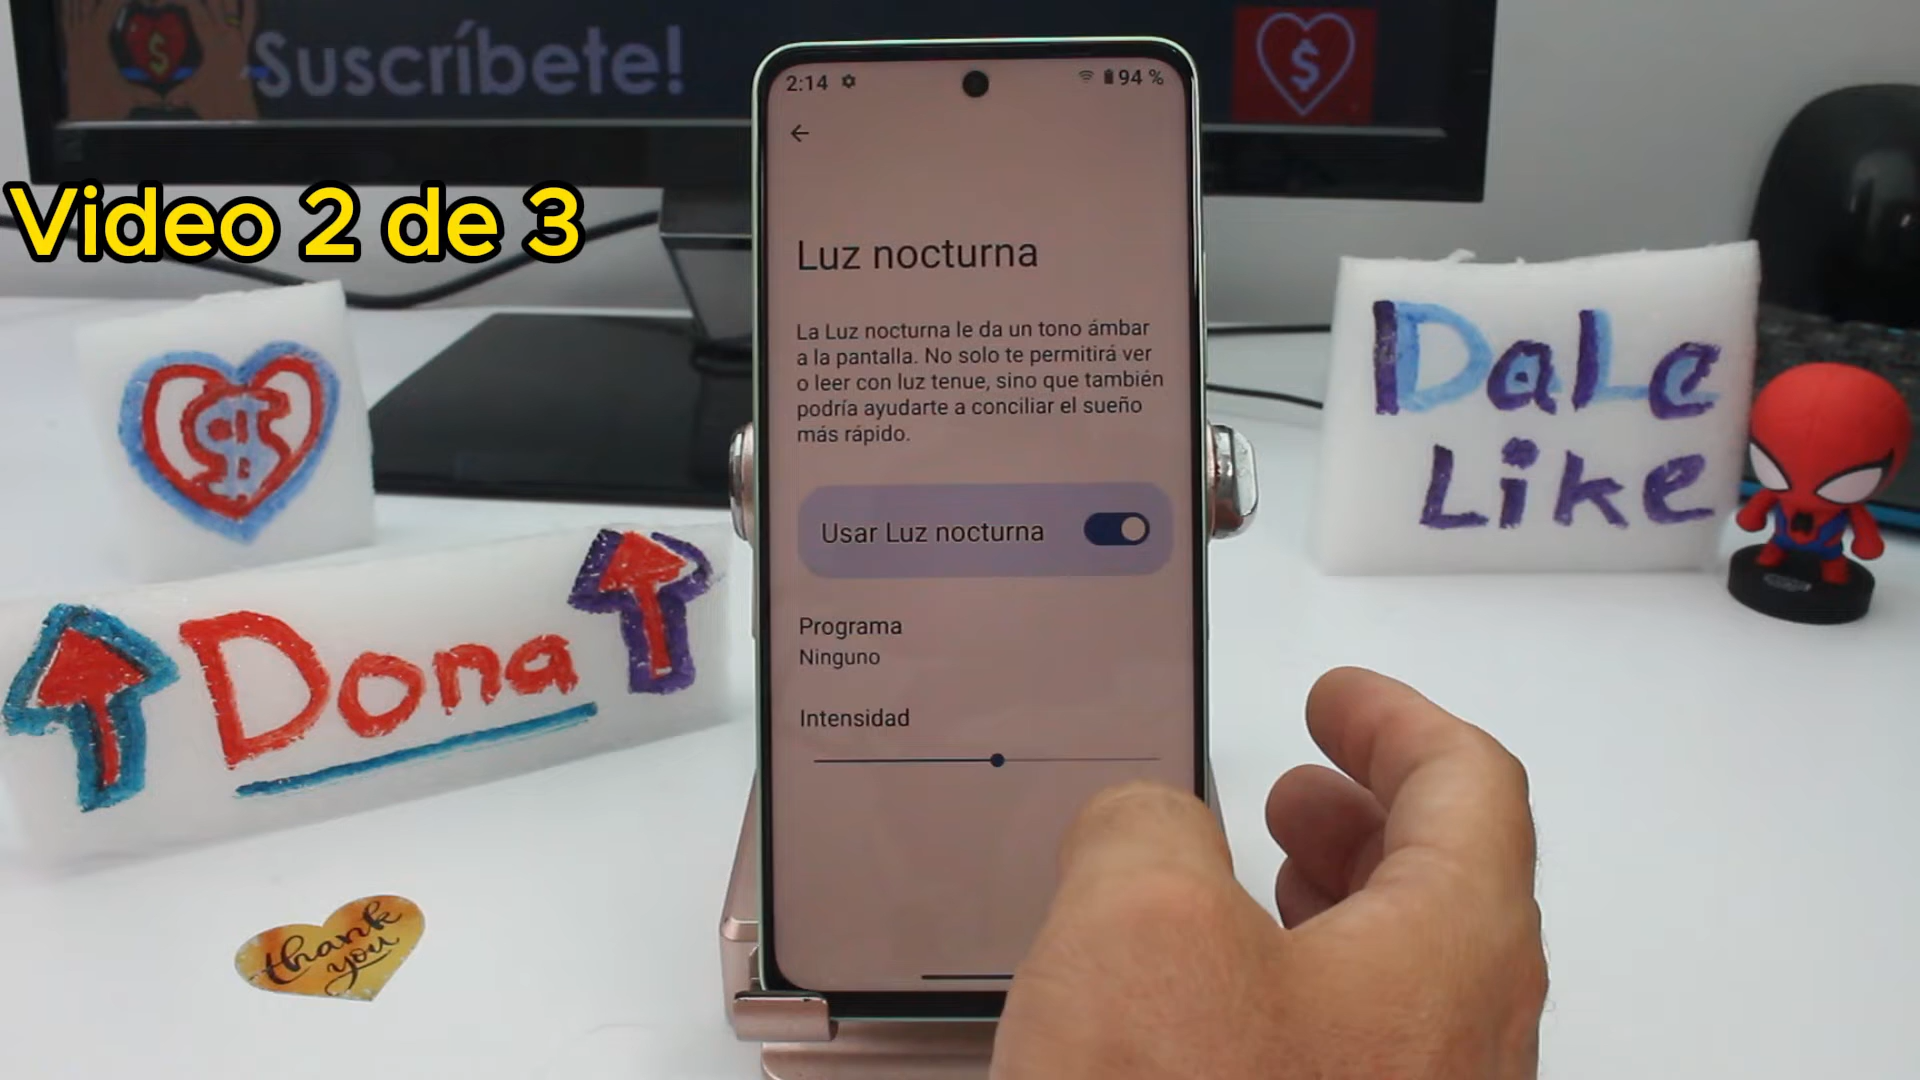 Suscríbete!
$
$
Video 2 de 3
2:14
94 %
Luz nocturna
La Luz nocturna le da un tono ámbar
a la pantalla. No solo te permitirá ver
o leer con luz tenue, sino que también
podría ayudarte a conciliar el sueño
más rápido.
Usar Luz nocturna
Programa
Ninguno
Intensidad
$
Dona
Dale
Like
thank
you